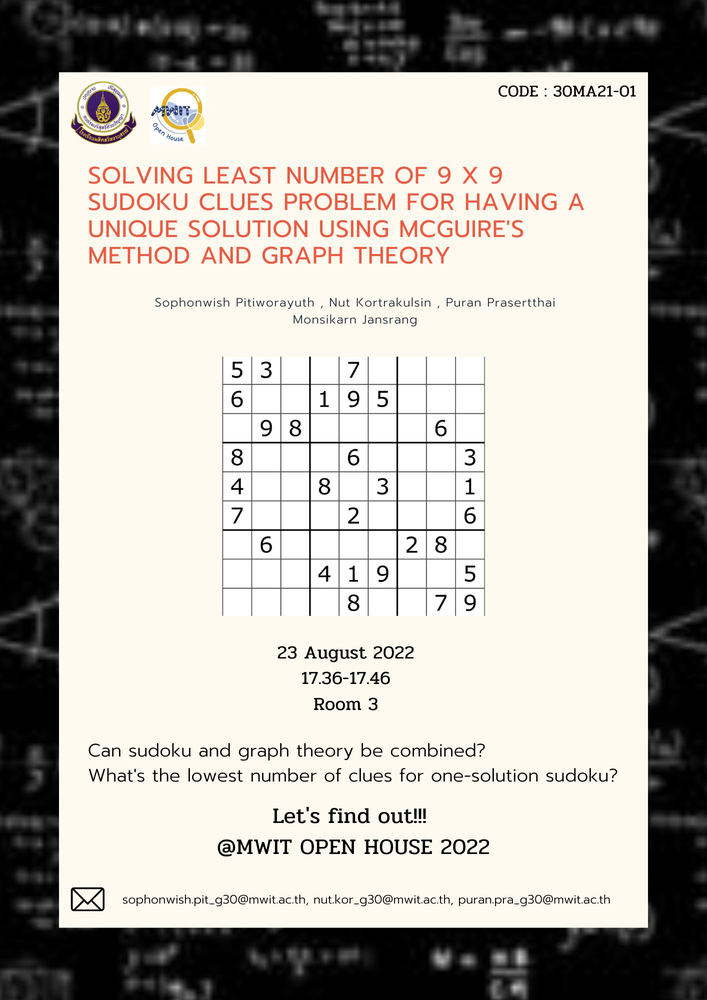 CODE : 30MA21-01
MWIT
Open House
SOLVING LEAST NUMBER OF 9 X 9
SUDOKU CLUES PROBLEM FOR HAVING A
UNIQUE SOLUTION USING MCGUIRE'S
METHOD AND GRAPH THEORY
Sophonwish Pitiworayuth , Nut Kortrakulsin , Puran Prasertthai
Monsikarn Jansrang
5 3 7
6 1 9 5
9 8 6
8 6 3
4 8 3 1
7 2 6
6 2 8
4 1 9 5
8 7 9
23 August 2022
17.36-17.46
Room 3
Can sudoku and graph theory be combined?
What's the lowest number of clues for one-solution sudoku?
Let's find out!!!
@MWIT OPEN HOUSE 2022
sophonwish.pit_g30@mwit.ac.th, nut.kor_g30@mwit.ac.th, puran.pra_g30@mwit.ac.th